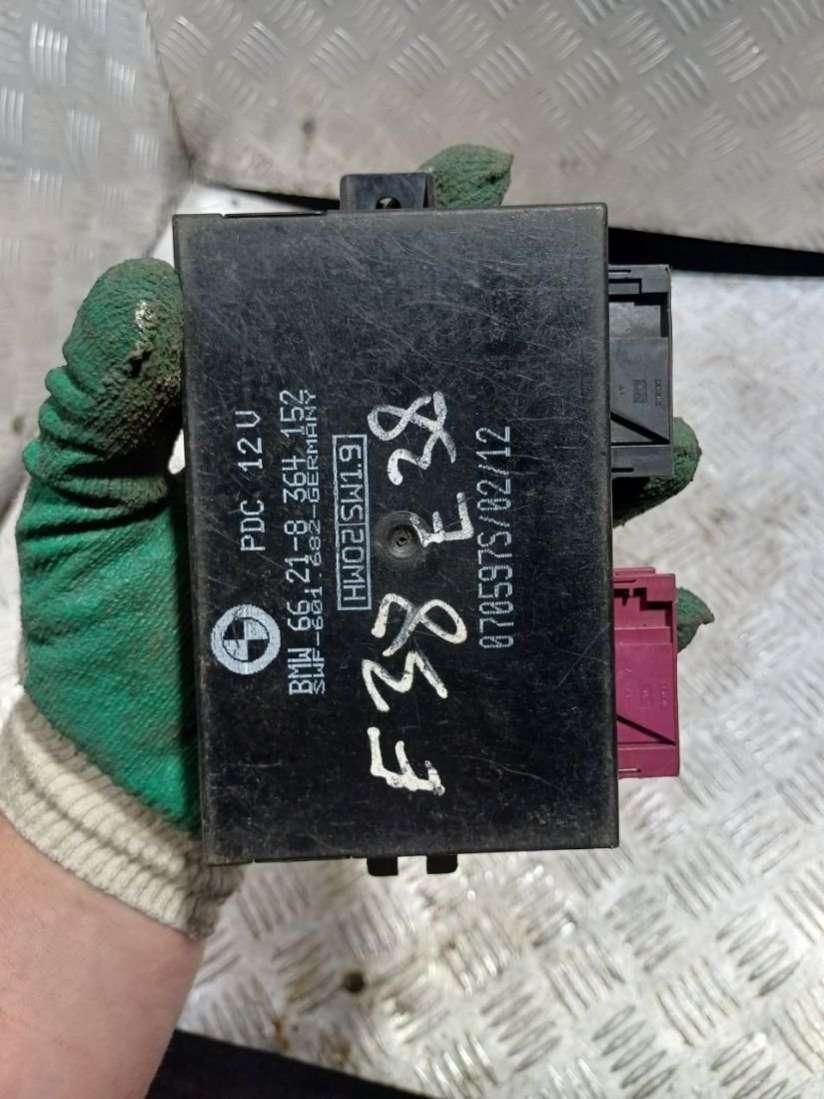 PDC 12V
BMW 66.21-8 364 152
SWF-601.682-GERMANY
HW02 SW1.9
E38 E38
070597S/02/12